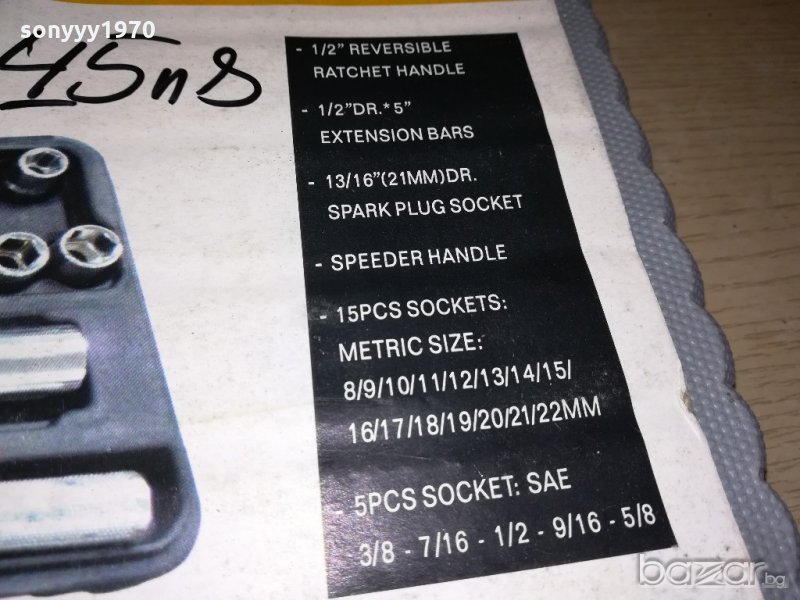 sonyyy1970
45n8
- 1/2" REVERSIBLE
RATCHET HANDLE
- 1/2"DR.* 5"
EXTENSION BARS
- 13/16"(21MM)DR.
SPARK PLUG SOCKET
- SPEEDER HANDLE
- 15PCS SOCKETS:
METRIC SIZE:
8/9/10/11/12/13/14/15/
16/17/18/19/20/21/22MM
- 5PCS SOCKET: SAE
3/8 - 7/16 - 1/2 - 9/16 - 5/8
bazar.bg